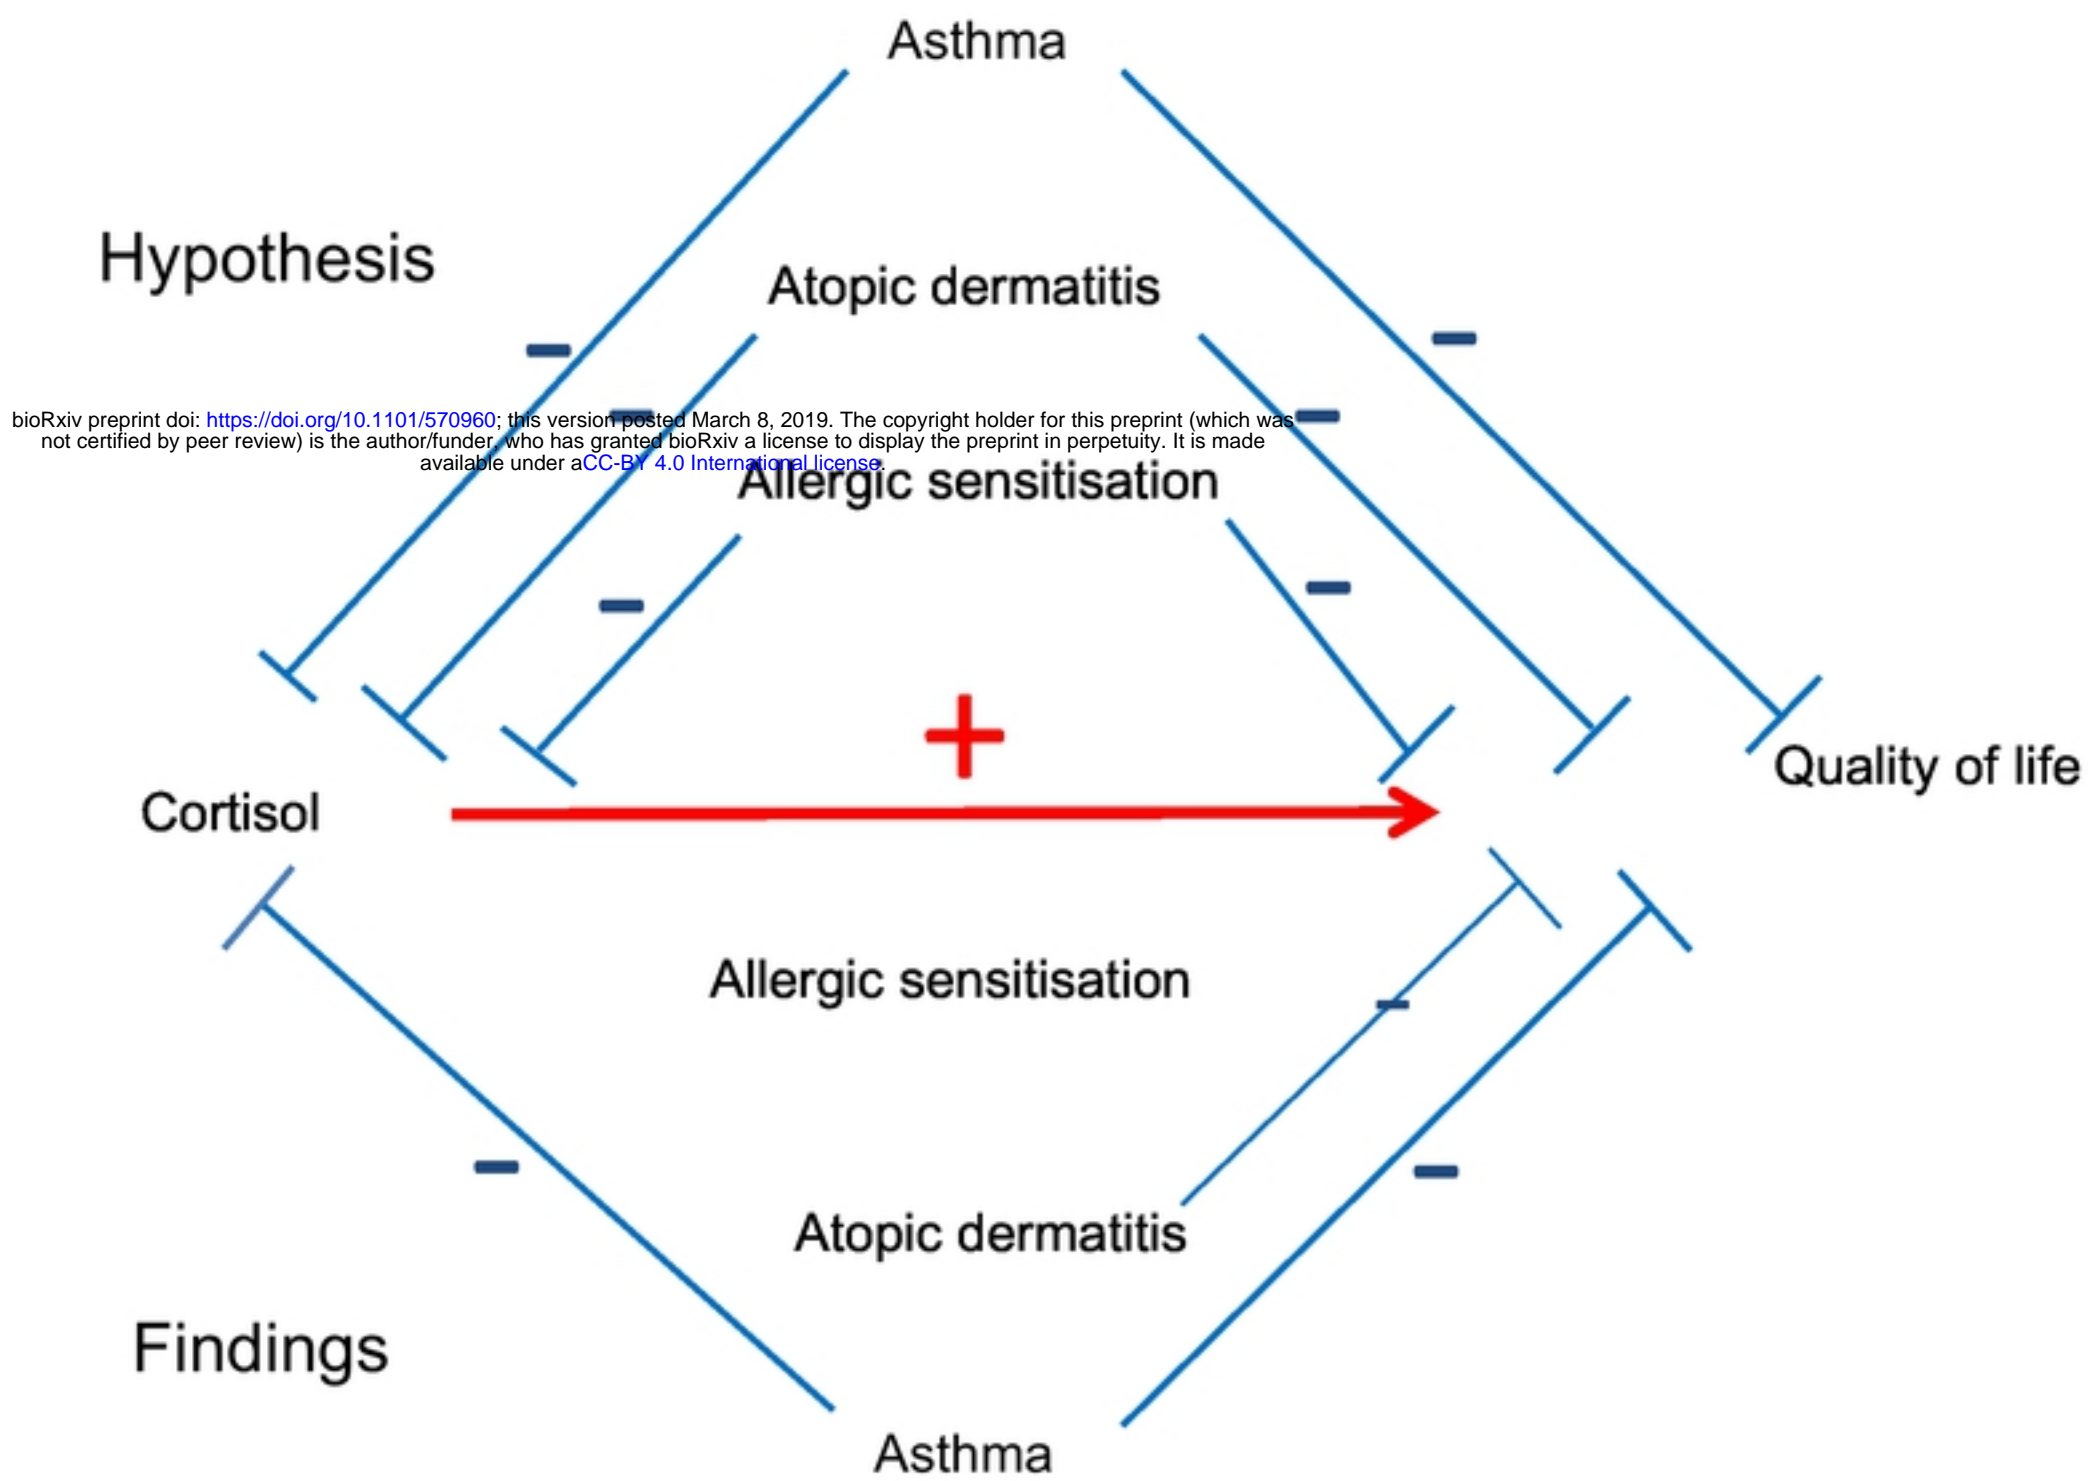 Asthma
Hypothesis
Atopic dermatitis
bioRxiv preprint doi: https://doi.org/10.1101/570960; this version posted March 8, 2019. The copyright holder for this preprint (which was
not certified by peer review) is the author/funder, who has granted bioRxiv a license to display the preprint in perpetuity. It is made
available under aCC-BY 4.0 International license.
Allergic sensitisation
+
Quality of life
Cortisol
Allergic sensitisation
Atopic dermatitis
Findings
Asthma